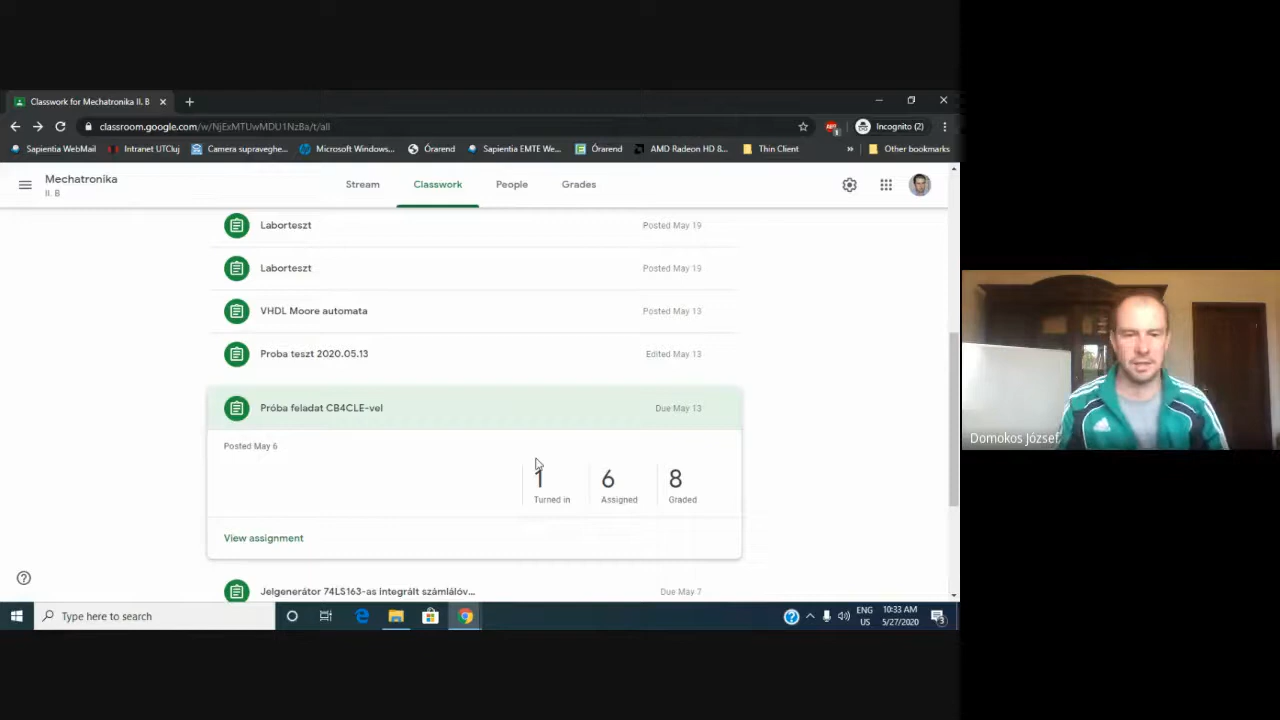 Classwork for Mechatronika II. B
classroom.google.com/w/NjExMTUwMDU1NzBa/t/all
Incognito (2)
Sapientia WebMail
Intranet UTCluj
Camera supraveghe...
Microsoft Windows...
Órarend
Sapientia EMTE We...
Órarend
AMD Radeon HD 8...
Thin Client
»
Other bookmarks
Mechatronika
II. B
Stream
Classwork
People
Grades
Laborteszt
Posted May 19
Laborteszt
Posted May 19
VHDL Moore automata
Posted May 13
Proba teszt 2020.05.13
Edited May 13
Próba feladat CB4CLE-vel
Due May 13
Posted May 6
1 6 8
Turned in Assigned Graded
View assignment
Jelgenerátor 74LS163-as integrált számlálóv...
Due May 7
Type here to search
ENG
US
10:33 AM
5/27/2020
3
Domokos József